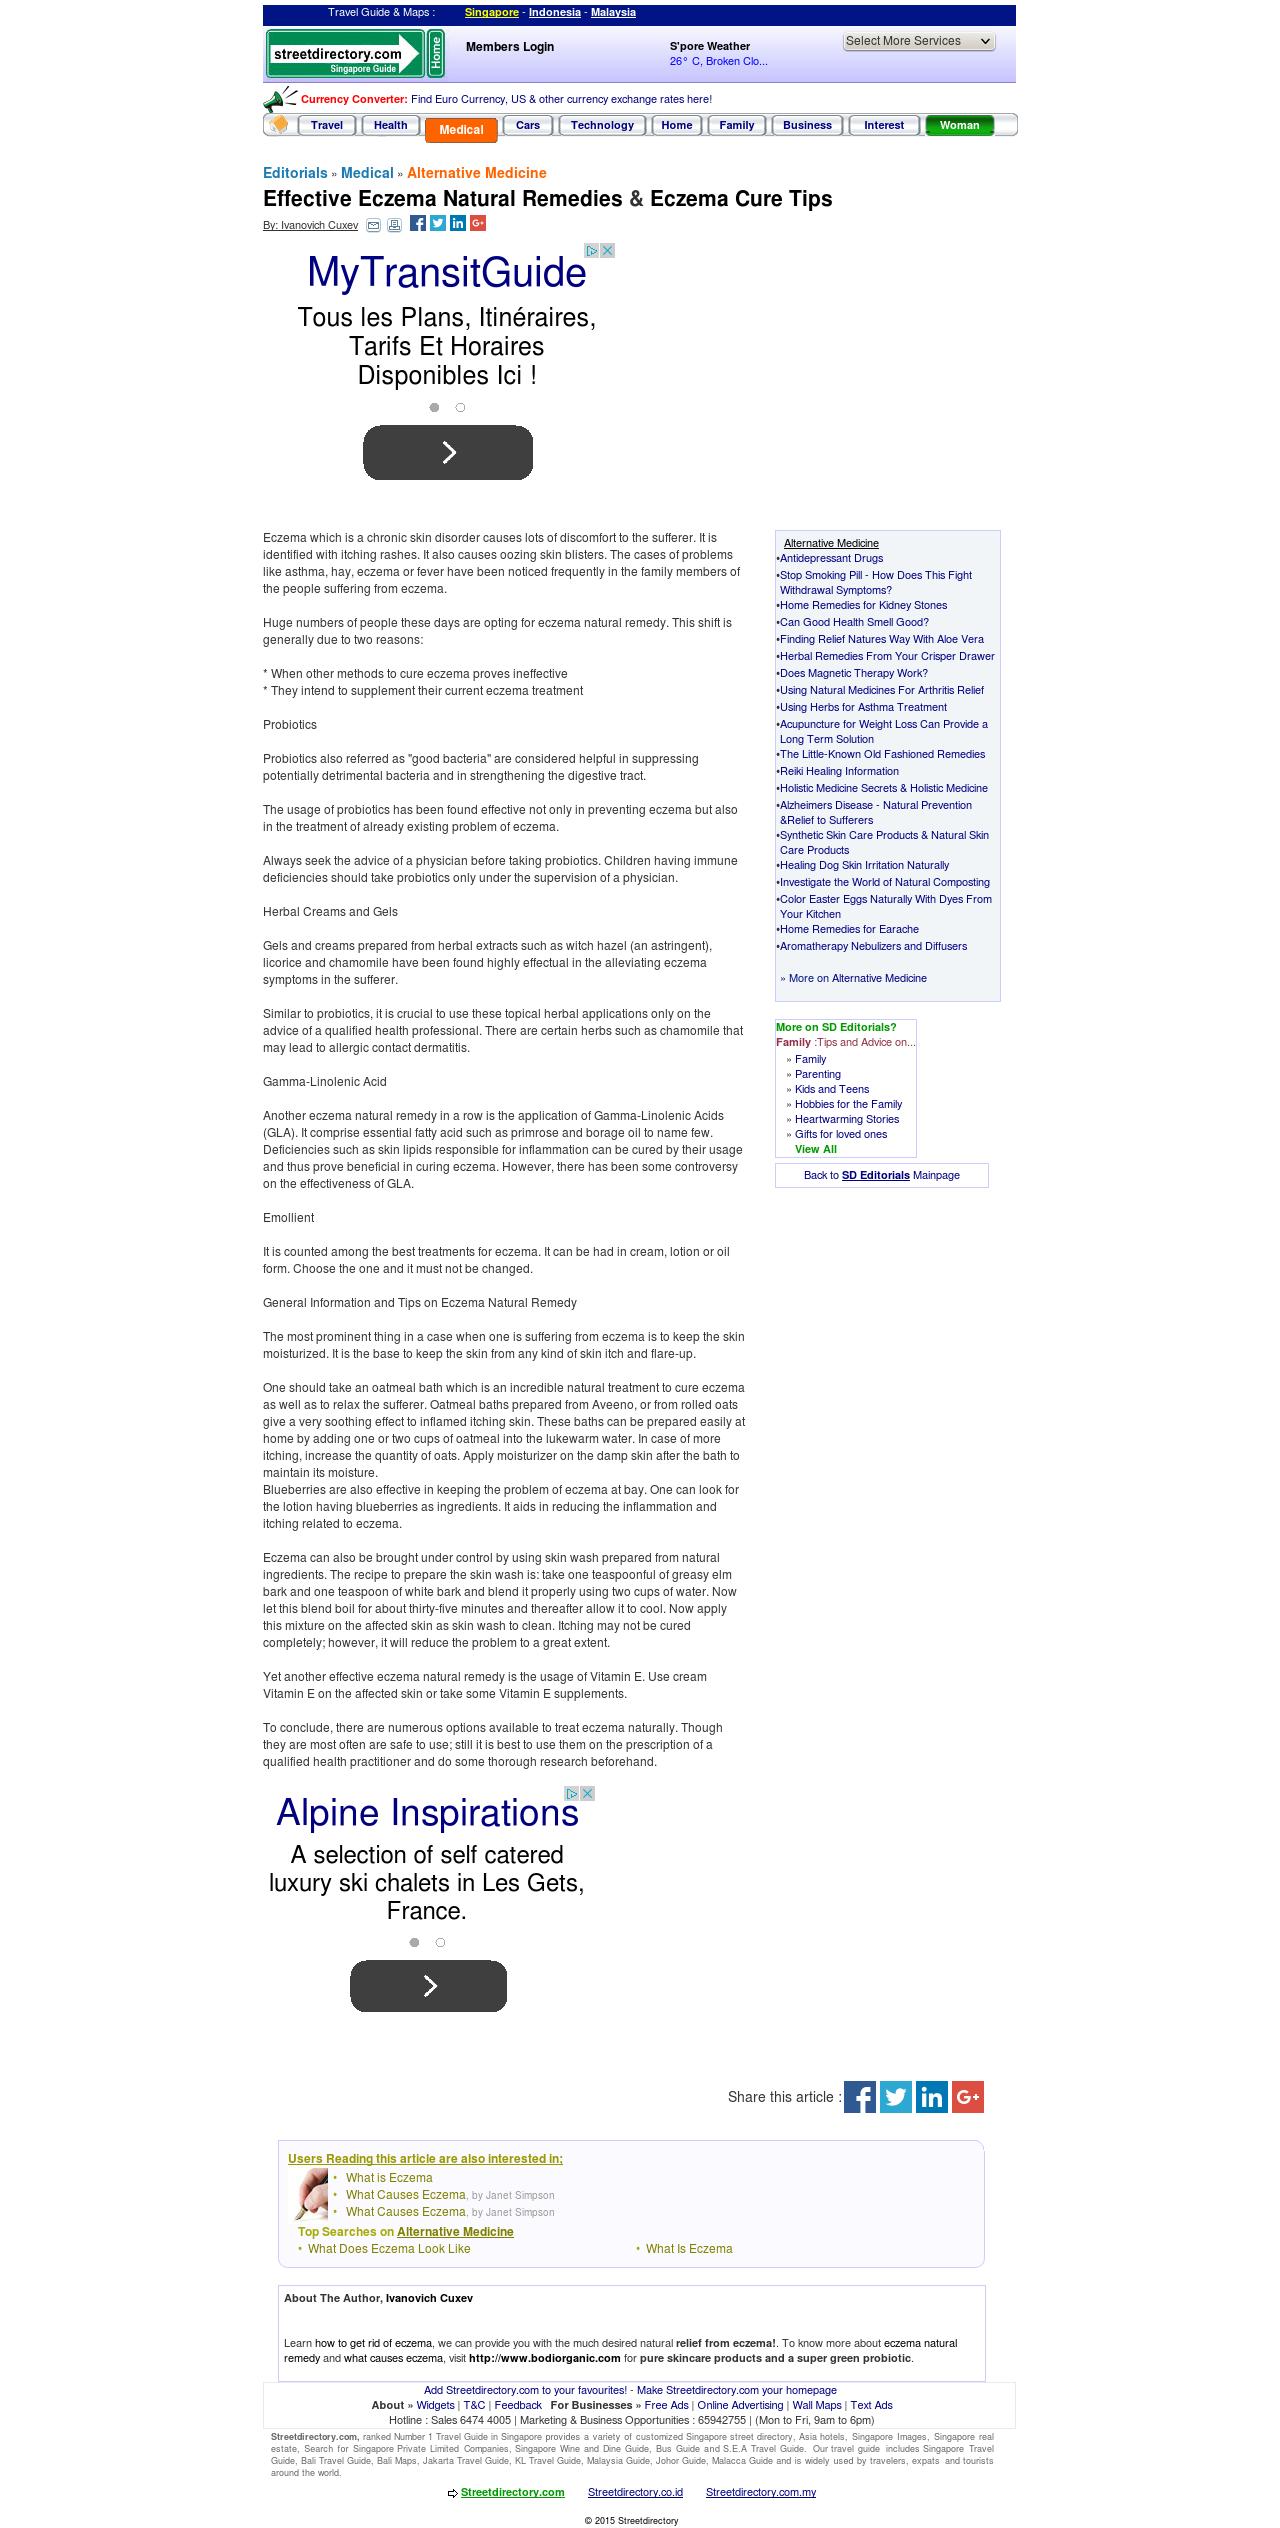 Travel Guide & Maps : Singapore - Indonesia - Malaysia
streetdirectory.com
Singapore Guide
Home
Members Login
S'pore Weather
26° C, Broken Clo...
Select More Services
Currency Converter: Find Euro Currency, US & other currency exchange rates here!
Travel Health Medical Cars Technology Home Family Business Interest Woman
Editorials » Medical » Alternative Medicine
Effective Eczema Natural Remedies & Eczema Cure Tips
By: Ivanovich Cuxev
MyTransitGuide
Tous les Plans, Itinéraires,
Tarifs Et Horaires
Disponibles Ici !
Eczema which is a chronic skin disorder causes lots of discomfort to the sufferer. It is
identified with itching rashes. It also causes oozing skin blisters. The cases of problems
like asthma, hay, eczema or fever have been noticed frequently in the family members of
the people suffering from eczema.
Huge numbers of people these days are opting for eczema natural remedy. This shift is
generally due to two reasons:
* When other methods to cure eczema proves ineffective
* They intend to supplement their current eczema treatment
Probiotics
Probiotics also referred as "good bacteria" are considered helpful in suppressing
potentially detrimental bacteria and in strengthening the digestive tract.
The usage of probiotics has been found effective not only in preventing eczema but also
in the treatment of already existing problem of eczema.
Always seek the advice of a physician before taking probiotics. Children having immune
deficiencies should take probiotics only under the supervision of a physician.
Herbal Creams and Gels
Gels and creams prepared from herbal extracts such as witch hazel (an astringent),
licorice and chamomile have been found highly effectual in the alleviating eczema
symptoms in the sufferer.
Similar to probiotics, it is crucial to use these topical herbal applications only on the
advice of a qualified health professional. There are certain herbs such as chamomile that
may lead to allergic contact dermatitis.
Gamma-Linolenic Acid
Another eczema natural remedy in a row is the application of Gamma-Linolenic Acids
(GLA). It comprise essential fatty acid such as primrose and borage oil to name few.
Deficiencies such as skin lipids responsible for inflammation can be cured by their usage
and thus prove beneficial in curing eczema. However, there has been some controversy
on the effectiveness of GLA.
Emollient
It is counted among the best treatments for eczema. It can be had in cream, lotion or oil
form. Choose the one and it must not be changed.
General Information and Tips on Eczema Natural Remedy
The most prominent thing in a case when one is suffering from eczema is to keep the skin
moisturized. It is the base to keep the skin from any kind of skin itch and flare-up.
One should take an oatmeal bath which is an incredible natural treatment to cure eczema
as well as to relax the sufferer. Oatmeal baths prepared from Aveeno, or from rolled oats
give a very soothing effect to inflamed itching skin. These baths can be prepared easily at
home by adding one or two cups of oatmeal into the lukewarm water. In case of more
itching, increase the quantity of oats. Apply moisturizer on the damp skin after the bath to
maintain its moisture.
Blueberries are also effective in keeping the problem of eczema at bay. One can look for
the lotion having blueberries as ingredients. It aids in reducing the inflammation and
itching related to eczema.
Eczema can also be brought under control by using skin wash prepared from natural
ingredients. The recipe to prepare the skin wash is: take one teaspoonful of greasy elm
bark and one teaspoon of white bark and blend it properly using two cups of water. Now
let this blend boil for about thirty-five minutes and thereafter allow it to cool. Now apply
this mixture on the affected skin as skin wash to clean. Itching may not be cured
completely; however, it will reduce the problem to a great extent.
Yet another effective eczema natural remedy is the usage of Vitamin E. Use cream
Vitamin E on the affected skin or take some Vitamin E supplements.
To conclude, there are numerous options available to treat eczema naturally. Though
they are most often are safe to use; still it is best to use them on the prescription of a
qualified health practitioner and do some thorough research beforehand.
Alternative Medicine
•Antidepressant Drugs
•Stop Smoking Pill - How Does This Fight
Withdrawal Symptoms?
•Home Remedies for Kidney Stones
•Can Good Health Smell Good?
•Finding Relief Natures Way With Aloe Vera
•Herbal Remedies From Your Crisper Drawer
•Does Magnetic Therapy Work?
•Using Natural Medicines For Arthritis Relief
•Using Herbs for Asthma Treatment
•Acupuncture for Weight Loss Can Provide a
Long Term Solution
•The Little-Known Old Fashioned Remedies
•Reiki Healing Information
•Holistic Medicine Secrets & Holistic Medicine
•Alzheimers Disease - Natural Prevention
&Relief to Sufferers
•Synthetic Skin Care Products & Natural Skin
Care Products
•Healing Dog Skin Irritation Naturally
•Investigate the World of Natural Composting
•Color Easter Eggs Naturally With Dyes From
Your Kitchen
•Home Remedies for Earache
•Aromatherapy Nebulizers and Diffusers
» More on Alternative Medicine
More on SD Editorials?
Family :Tips and Advice on...
» Family
» Parenting
» Kids and Teens
» Hobbies for the Family
» Heartwarming Stories
» Gifts for loved ones
View All
Back to SD Editorials Mainpage
Alpine Inspirations
A selection of self catered
luxury ski chalets in Les Gets,
France.
Share this article :
Users Reading this article are also interested in:
• What is Eczema
• What Causes Eczema, by Janet Simpson
• What Causes Eczema, by Janet Simpson
Top Searches on Alternative Medicine
• What Does Eczema Look Like • What Is Eczema
About The Author, Ivanovich Cuxev
Learn how to get rid of eczema, we can provide you with the much desired natural relief from eczema!. To know more about eczema natural
remedy and what causes eczema, visit http://www.bodiorganic.com for pure skincare products and a super green probiotic.
Add Streetdirectory.com to your favourites! - Make Streetdirectory.com your homepage
About » Widgets | T&C | Feedback For Businesses » Free Ads | Online Advertising | Wall Maps | Text Ads
Hotline : Sales 6474 4005 | Marketing & Business Opportunities : 65942755 | (Mon to Fri, 9am to 6pm)
Streetdirectory.com, ranked Number 1 Travel Guide in Singapore provides a variety of customized Singapore street directory, Asia hotels, Singapore Images, Singapore real
estate, Search for Singapore Private Limited Companies, Singapore Wine and Dine Guide, Bus Guide and S.E.A Travel Guide. Our travel guide includes Singapore Travel
Guide, Bali Travel Guide, Bali Maps, Jakarta Travel Guide, KL Travel Guide, Malaysia Guide, Johor Guide, Malacca Guide and is widely used by travelers, expats and tourists
around the world.
Streetdirectory.com Streetdirectory.co.id Streetdirectory.com.my
© 2015 Streetdirectory